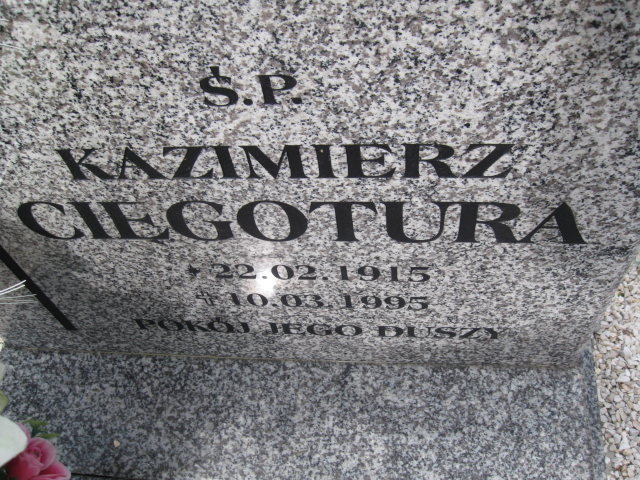 Ś.P.
KAZIMIERZ
CIEGOTURA
* 22.02.1915
✝ 10.03.1995
POKÓJ JEGO DUSZY